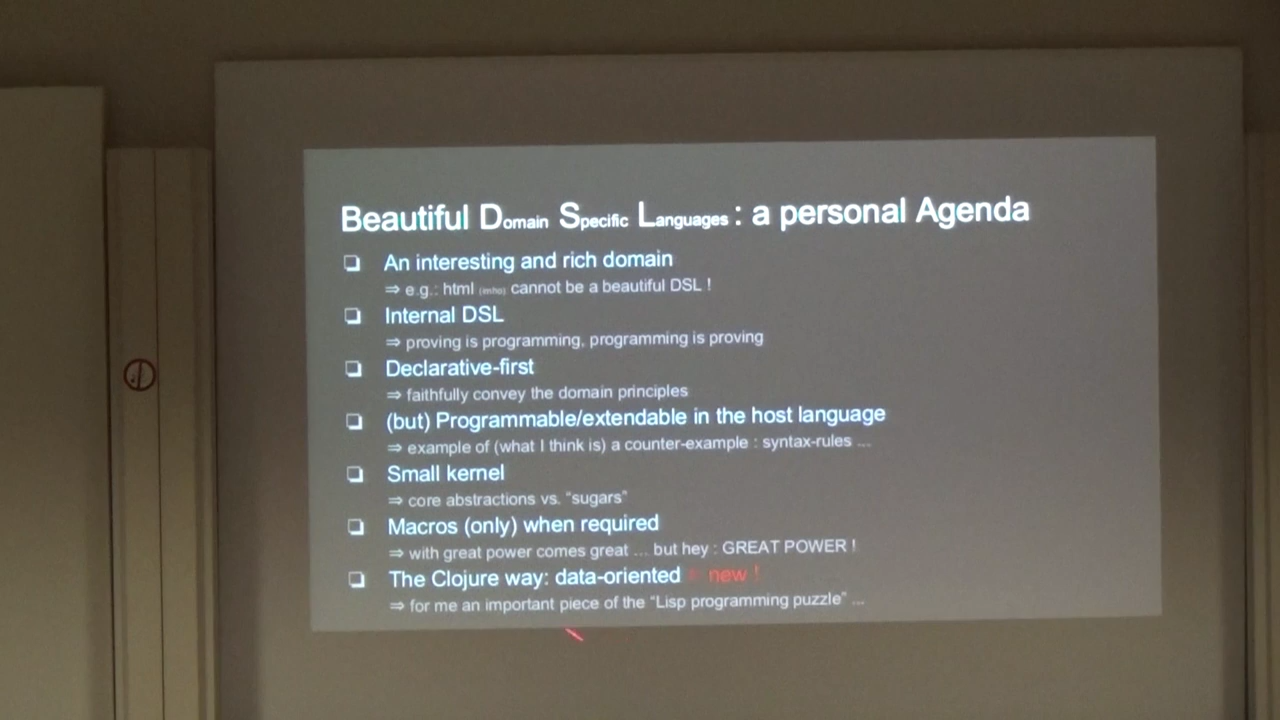 Beautiful Domain Specific Languages : a personal Agenda
❏ An interesting and rich domain
⇒ e.g.: html (imho) cannot be a beautiful DSL !
❏ Internal DSL
⇒ proving is programming, programming is proving
❏ Declarative-first
⇒ faithfully convey the domain principles
❏ (but) Programmable/extendable in the host language
⇒ example of (what I think is) a counter-example : syntax-rules ...
❏ Small kernel
⇒ core abstractions vs. “sugars”
❏ Macros (only) when required
⇒ with great power comes great ... but hey : GREAT POWER !
❏ The Clojure way: data-oriented new !
⇒ for me an important piece of the “Lisp programming puzzle” ...